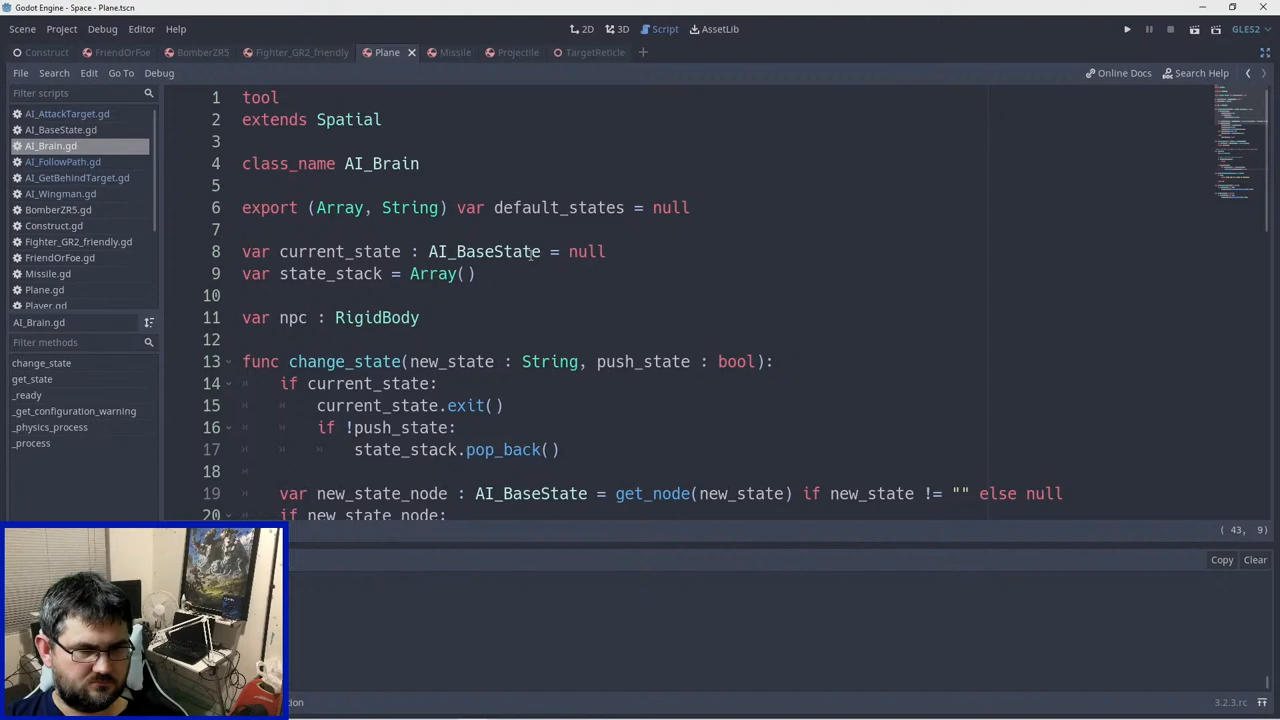 Godot Engine - Space - Plane.tscn
Scene Project Debug Editor Help
2D 3D Script AssetLib
GLES2
Construct FriendOrFoe BomberZR5 Fighter_GR2_friendly Plane Missile Projectile TargetReticle
File Search Edit Go To Debug
Online Docs Search Help
Filter scripts
AI_AttackTarget.gd
AI_BaseState.gd
AI_Brain.gd
AI_FollowPath.gd
AI_GetBehindTarget.gd
AI_Wingman.gd
BomberZR5.gd
Construct.gd
Fighter_GR2_friendly.gd
FriendOrFoe.gd
Missile.gd
Plane.gd
Player.gd
AI_Brain.gd
Filter methods
change_state
get_state
_ready
_get_configuration_warning
_physics_process
_process
1 tool
2 extends Spatial
3
4 class_name AI_Brain
5
6 export (Array, String) var default_states = null
7
8 var current_state : AI_BaseState = null
9 var state_stack = Array()
10
11 var npc : RigidBody
12
13 func change_state(new_state : String, push_state : bool):
14 if current_state:
15 current_state.exit()
16 if !push_state:
17 state_stack.pop_back()
18
19 var new_state_node : AI_BaseState = get_node(new_state) if new_state != "" else null
20 if new_state_node:
( 43, 9)
Copy Clear
3.2.3.rc